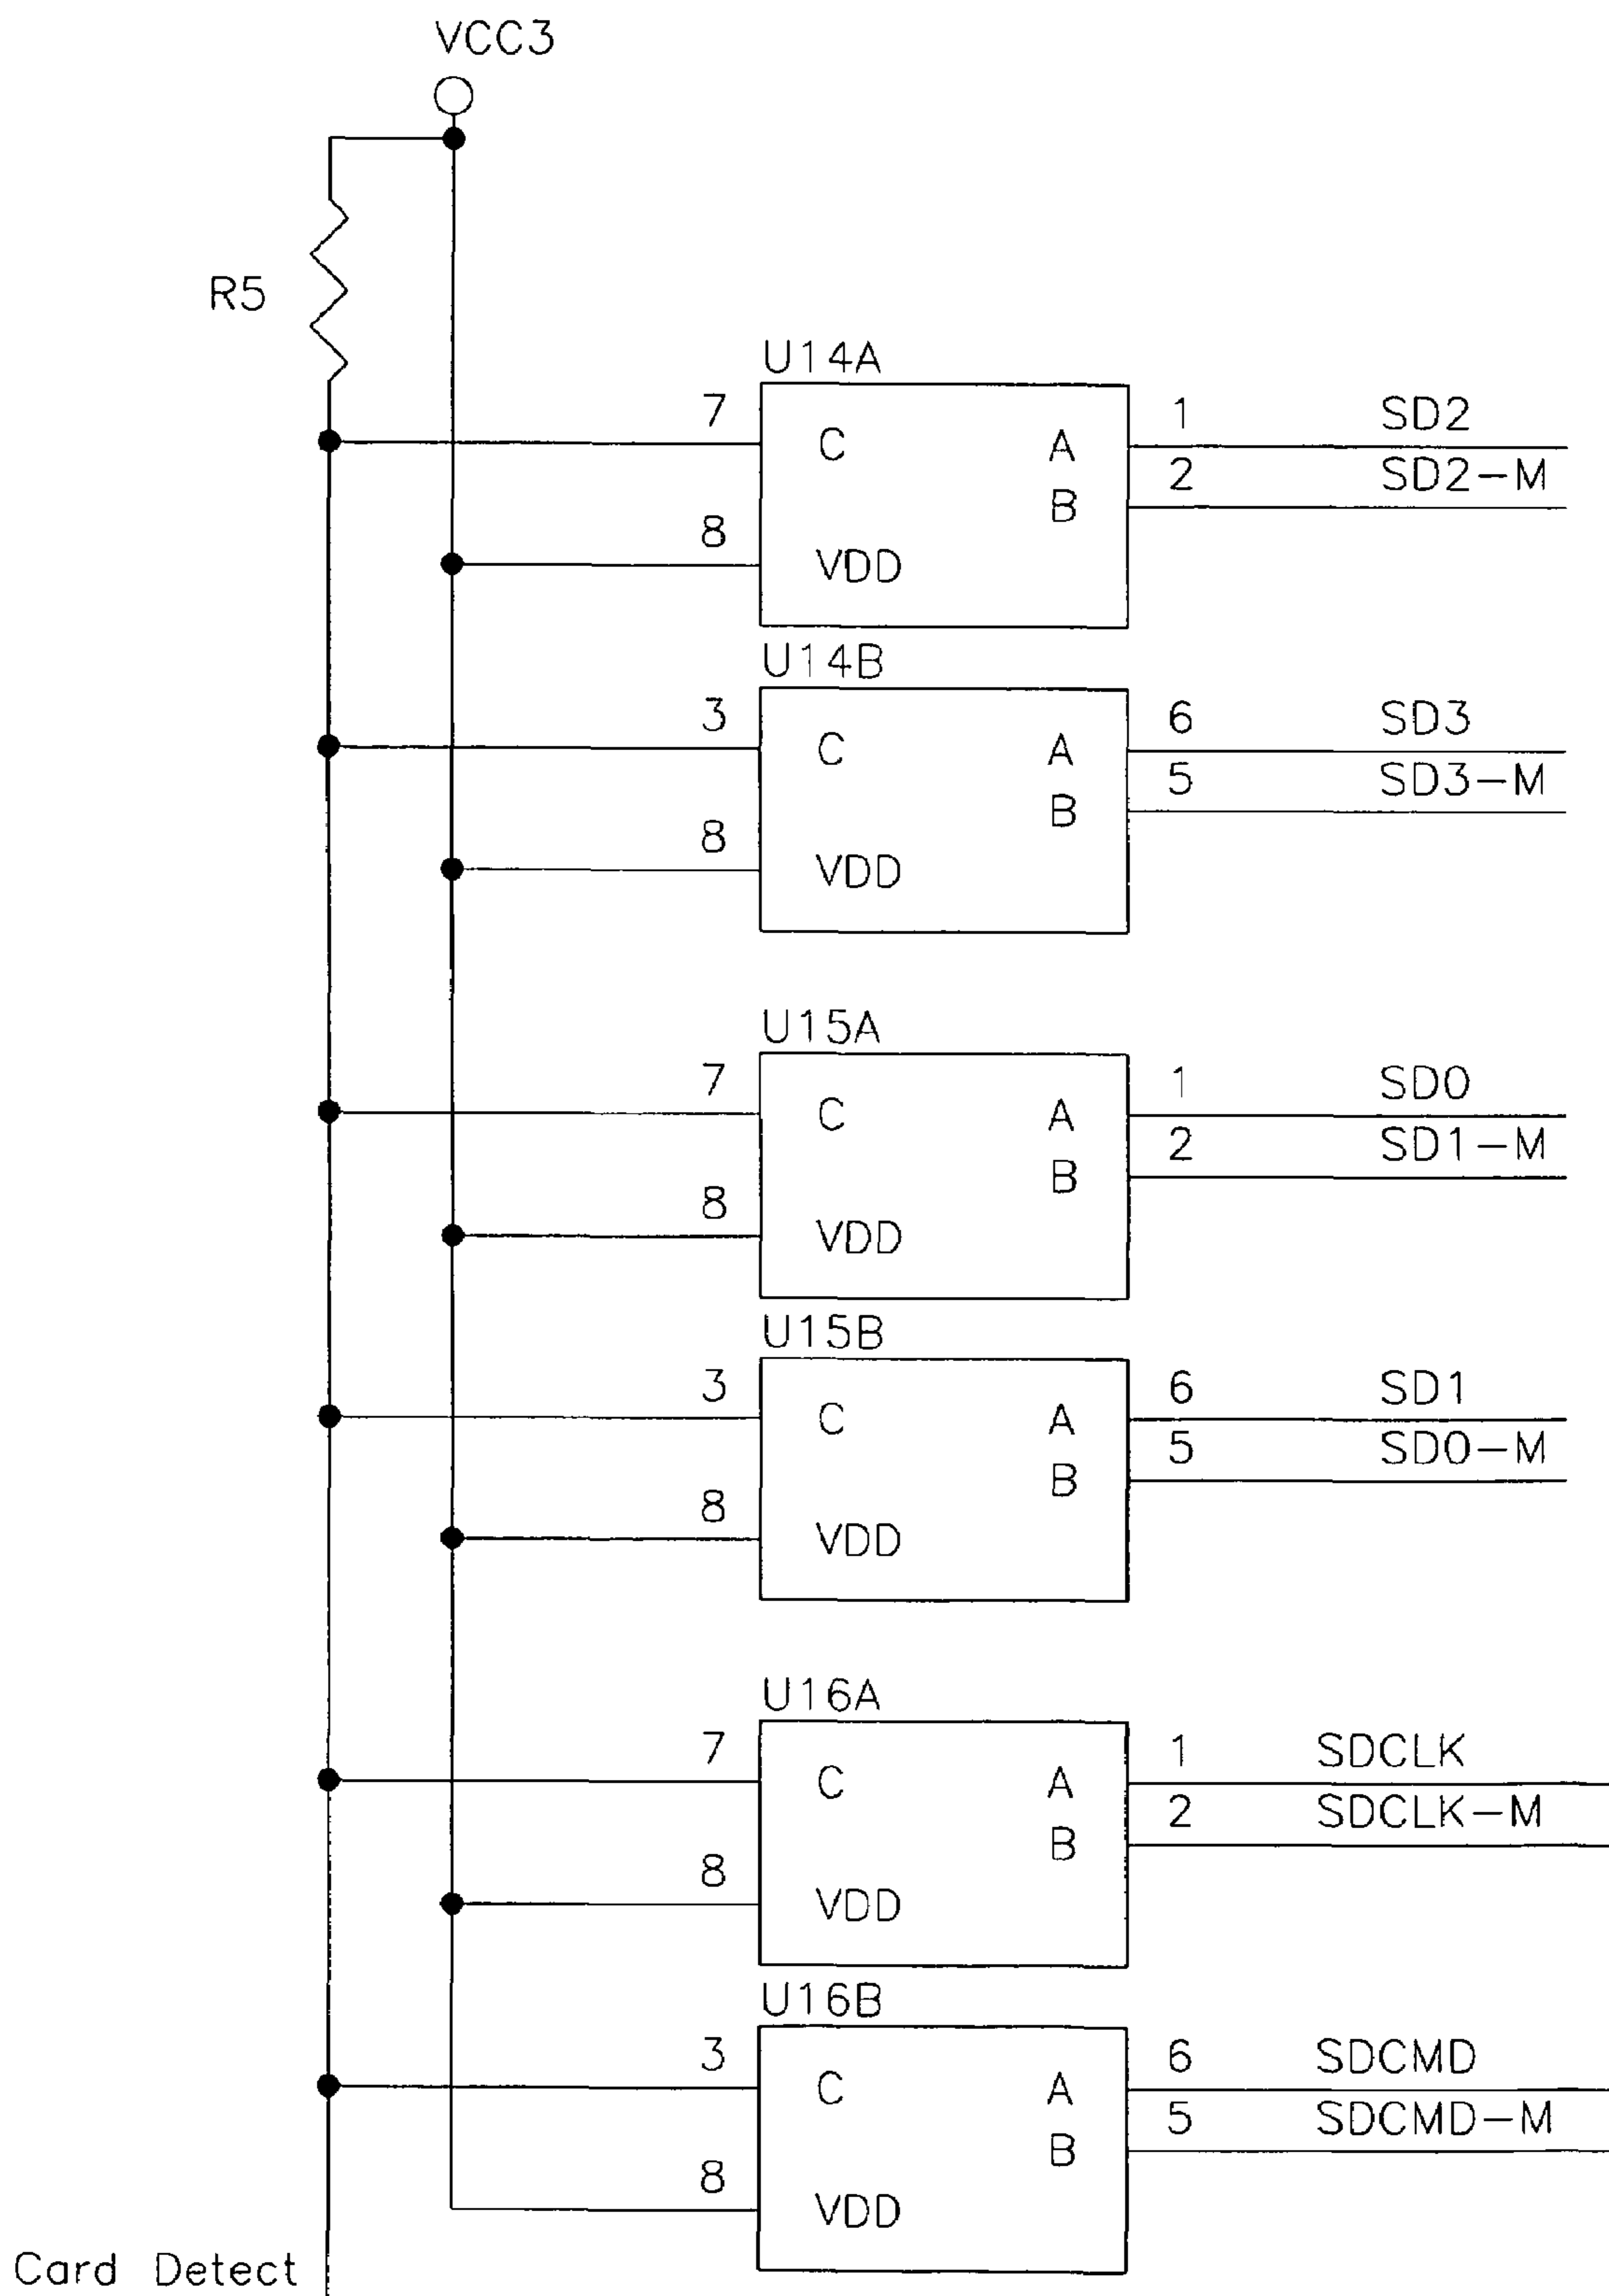 VCC3
R5
U14A
7 C A 1 SD2
B 2 SD2-M
8 VDD
U14B
3 C A 6 SD3
B 5 SD3-M
8 VDD
U15A
7 C A 1 SD0
B 2 SD1-M
8 VDD
U15B
3 C A 6 SD1
B 5 SD0-M
8 VDD
U16A
7 C A 1 SDCLK
B 2 SDCLK-M
8 VDD
U16B
3 C A 6 SDCMD
B 5 SDCMD-M
8 VDD
Card Detect